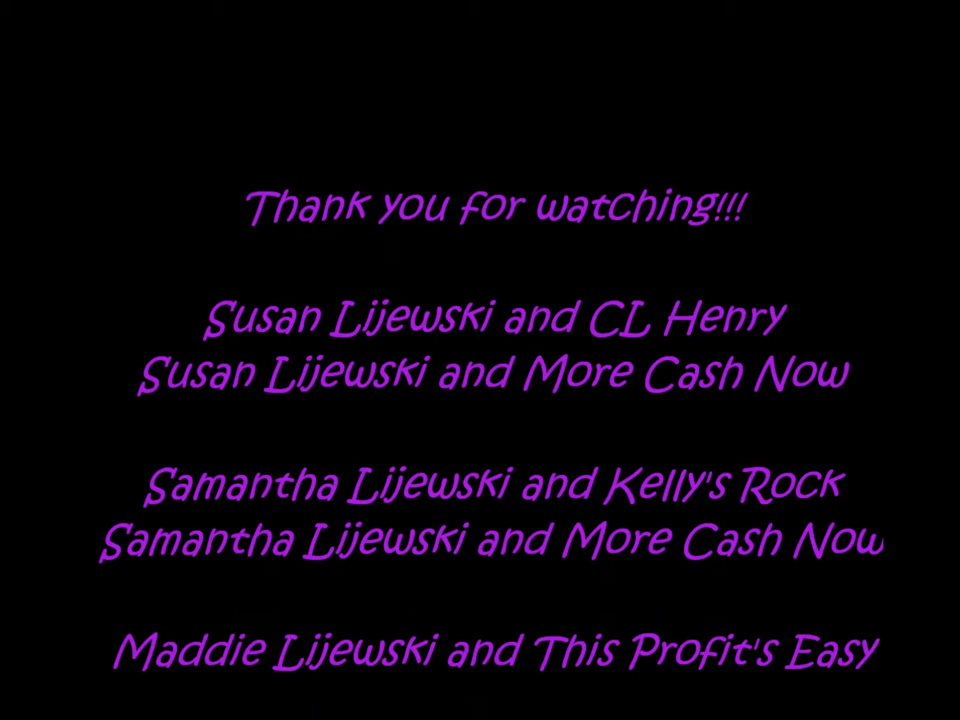 Thank you for watching!!!
Susan Lijewski and CL Henry
Susan Lijewski and More Cash Now
Samantha Lijewski and Kelly's Rock
Samantha Lijewski and More Cash Now
Maddie Lijewski and This Profit's Easy